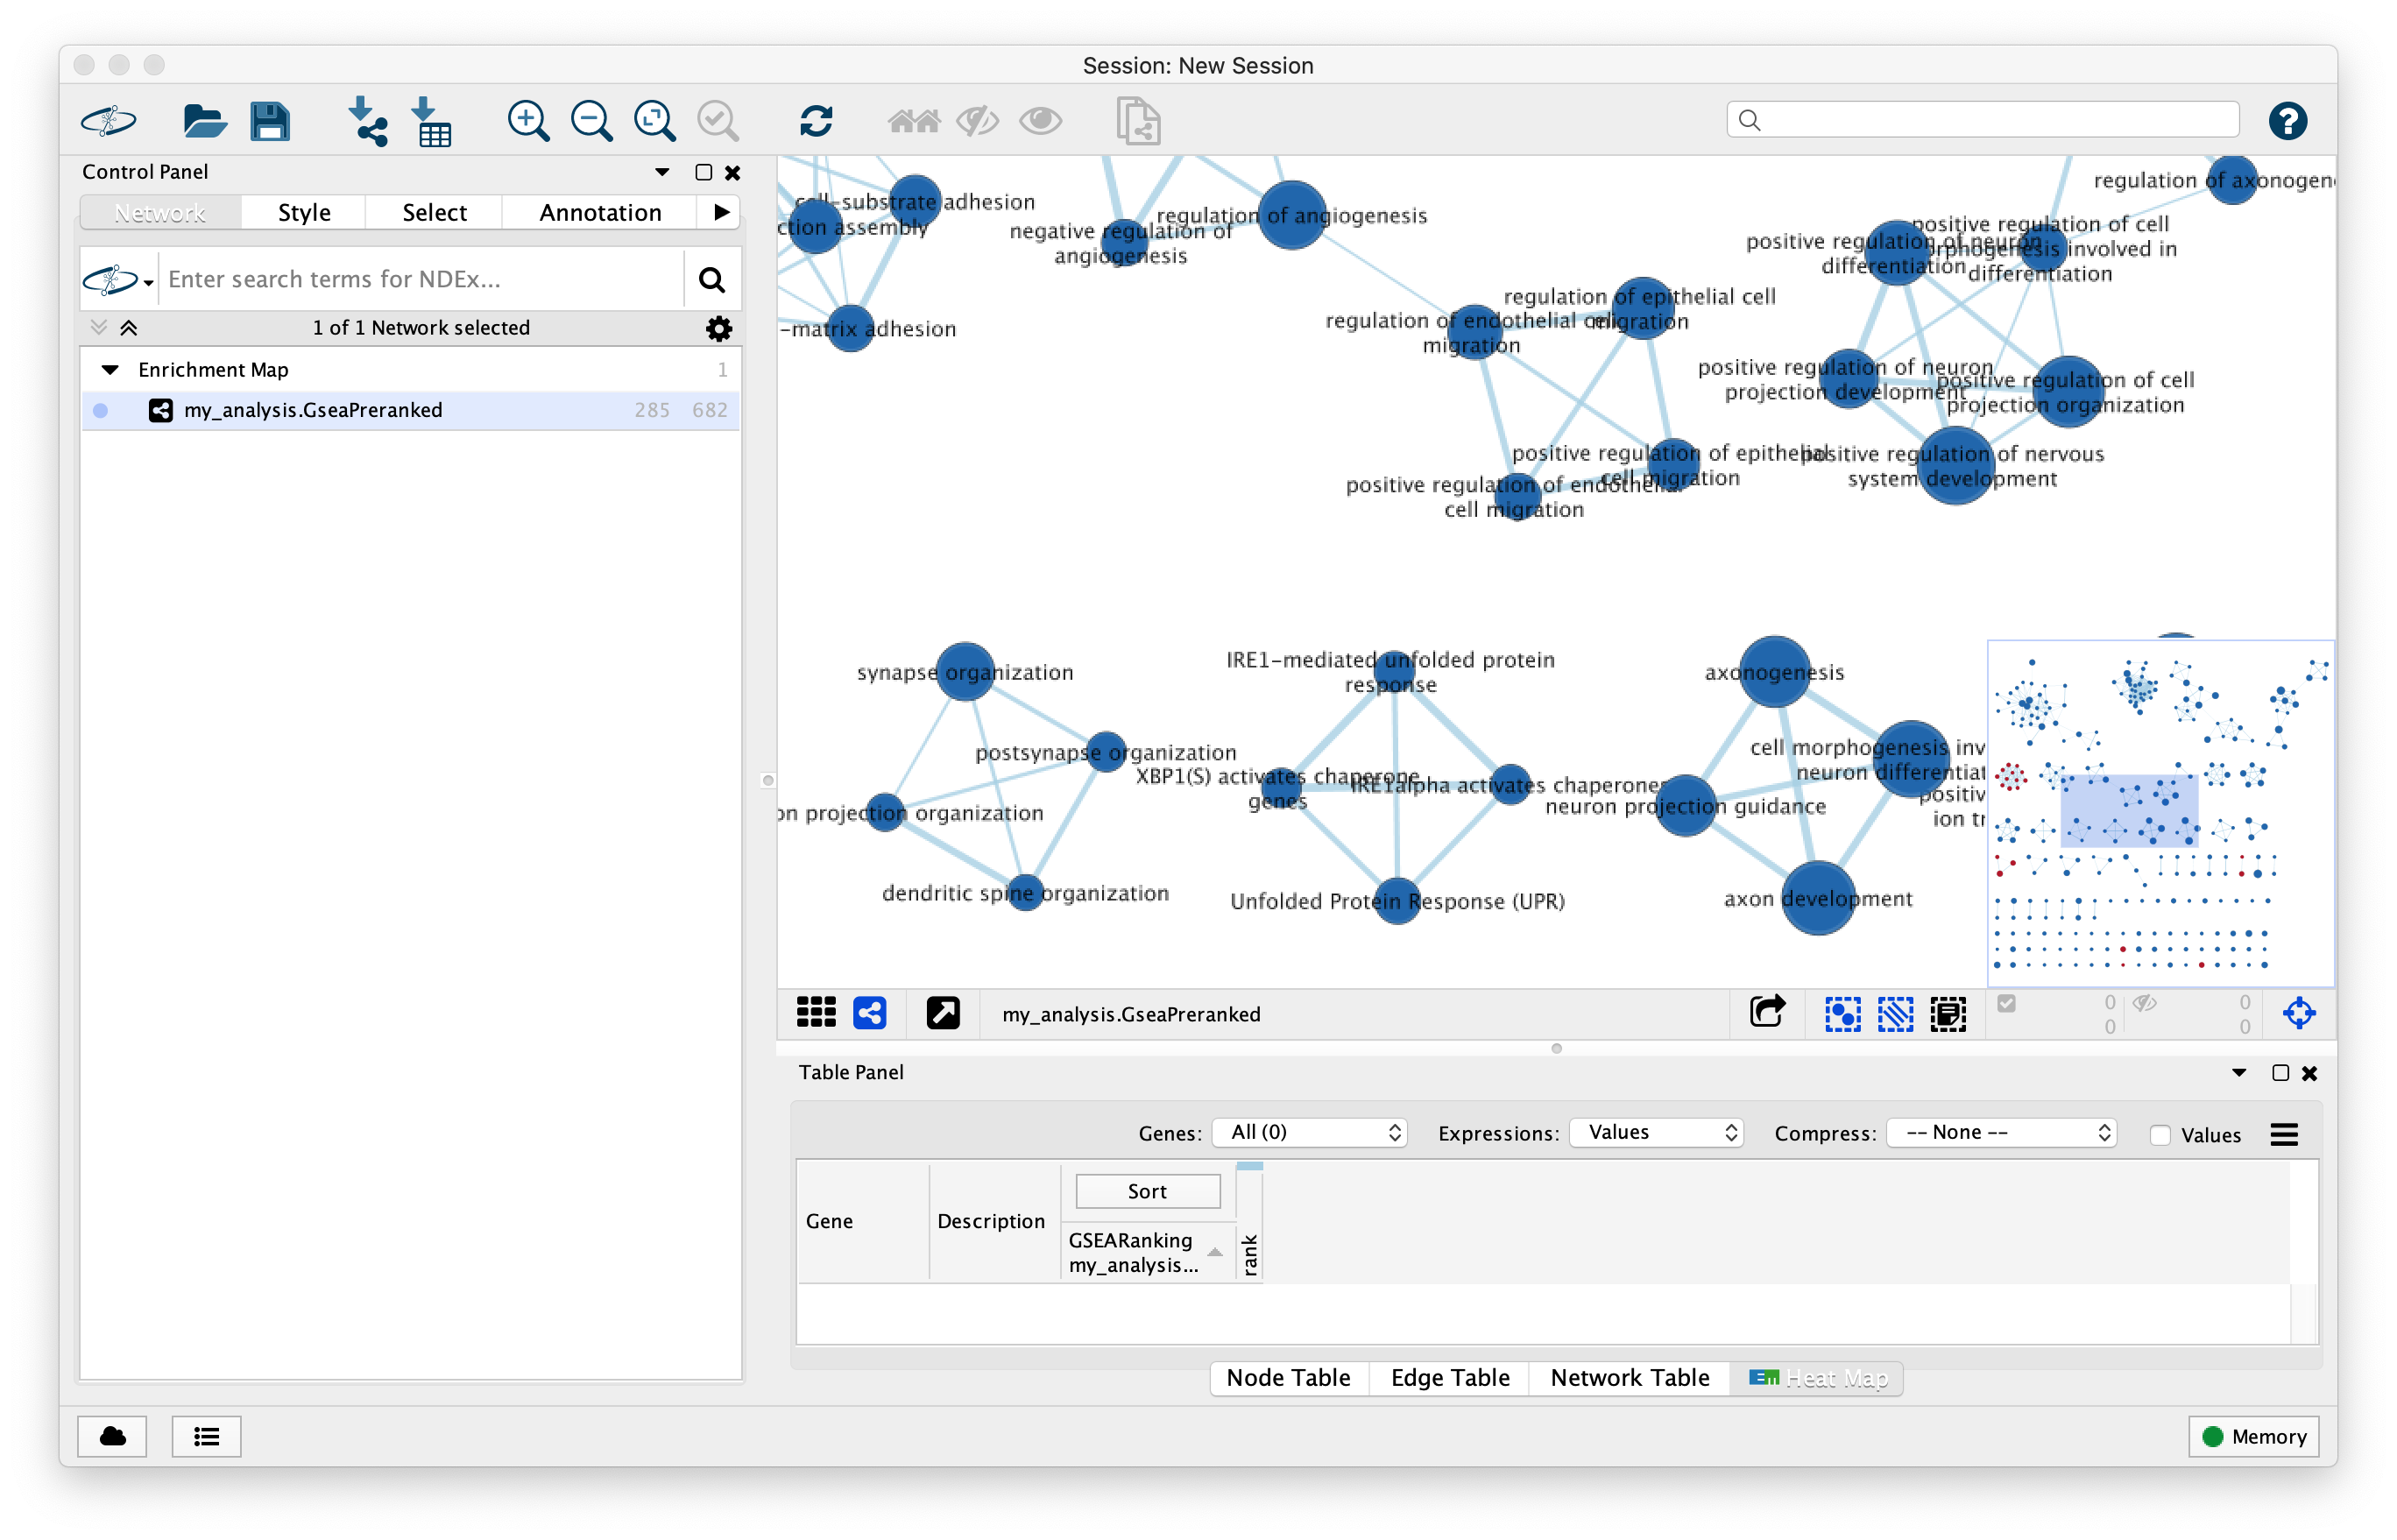 Session: New Session
Control Panel
Network
Style
Select
Annotation
Enter search terms for NDEx...
1 of 1 Network selected
Enrichment Map
1
my_analysis.GseaPreranked
285
682
cell-substrate adhesion
ction assembly
-matrix adhesion
negative regulation of
angiogenesis
regulation of angiogenesis
regulation of epithelial cell
migration
regulation of endothelial cell
migration
positive regulation of epithelial
cell migration
positive regulation of endothelial
cell migration
regulation of axonogen
positive regulation of cell
morphogenesis involved in
differentiation
positive regulation of neuron
differentiation
positive regulation of neuron
projection development
positive regulation of cell
projection organization
positive regulation of nervous
system development
synapse organization
postsynapse organization
on projection organization
dendritic spine organization
IRE1-mediated unfolded protein
response
XBP1(S) activates chaperone
genes
IRE1alpha activates chaperones
Unfolded Protein Response (UPR)
axonogenesis
cell morphogenesis inv
neuron differentiat
neuron projection guidance
positiv
ion tr
axon development
my_analysis.GseaPreranked
0
0
0
0
Table Panel
Genes:
All (0)
Expressions:
Values
Compress:
-- None --
Values
Gene
Description
Sort
GSEARanking
my_analysis...
rank
Node Table
Edge Table
Network Table
Em Heat Map
Memory